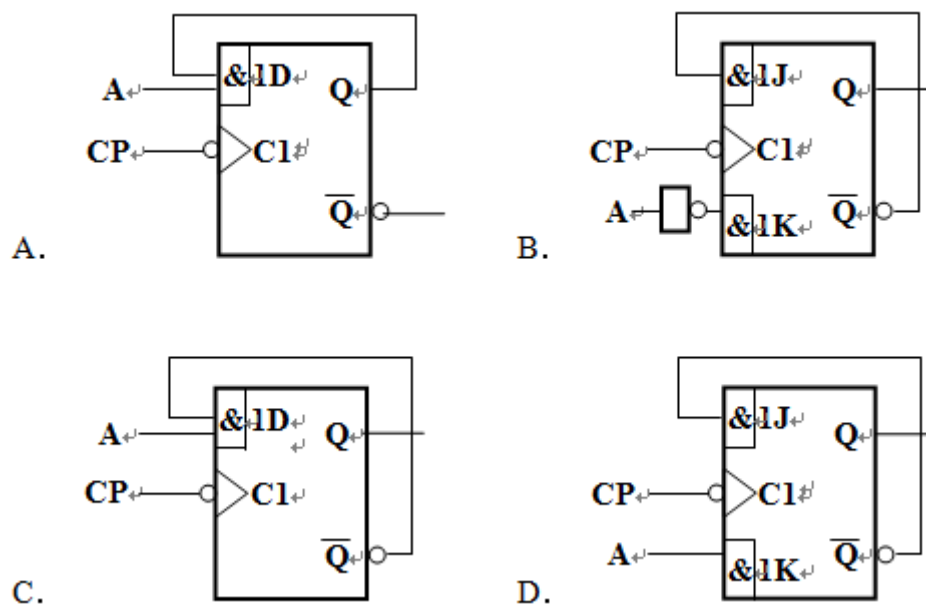 &1D Q
A
CP C1
Q̅
A.
&1J Q
CP C1
A
&1K Q̅
B.
&1D Q
A
CP C1
Q̅
C.
&1J Q
CP C1
A
&1K Q̅
D.